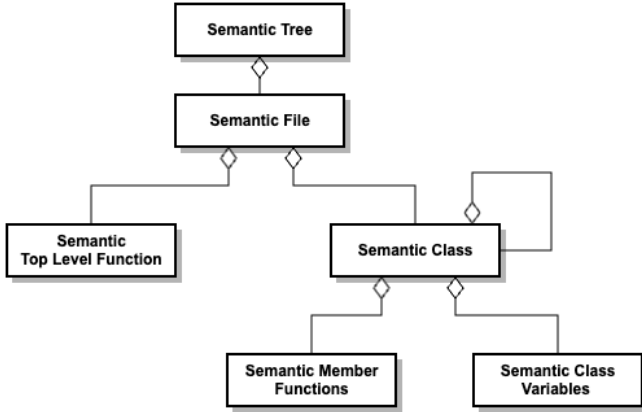 Semantic Tree
Semantic File
Semantic
Top Level Function
Semantic Class
Semantic Member
Functions
Semantic Class
Variables